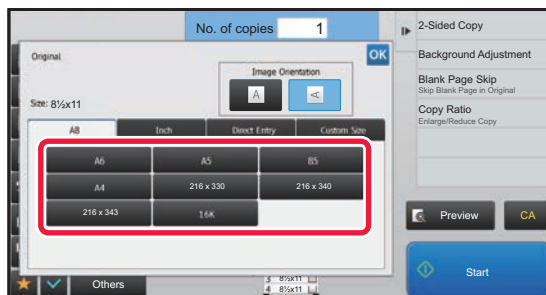 No. of copies 1
Original
OK
Image Orientation
A A
Size: 8½x11
AB Inch Direct Entry Custom Size
A6 A5 B5
A4 216 x 330 216 x 340
216 x 343 16K
2-Sided Copy
Background Adjustment
Blank Page Skip
Skip Blank Page in Original
Copy Ratio
Enlarge/Reduce Copy
Preview CA
Start
Others
3 8½x11
4 8½x11